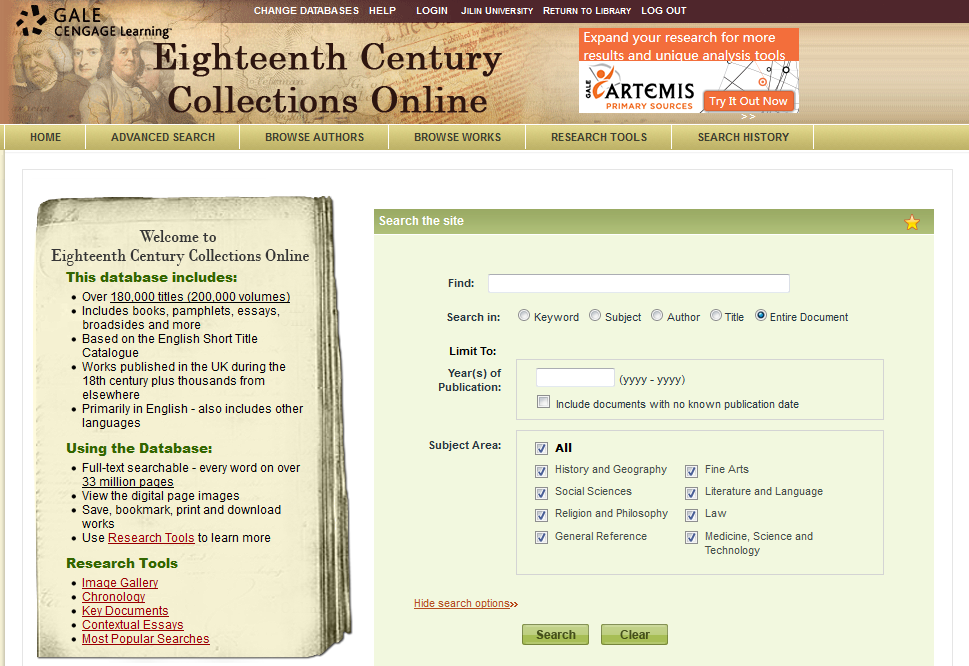 GALE
CENGAGE Learning™
CHANGE DATABASES HELP LOGIN JILIN UNIVERSITY RETURN TO LIBRARY LOG OUT
Eighteenth Century
Collections Online
Expand your research for more
results and unique analysis tools
GALE ARTEMIS
PRIMARY SOURCES
Try It Out Now
>>
HOME ADVANCED SEARCH BROWSE AUTHORS BROWSE WORKS RESEARCH TOOLS SEARCH HISTORY
Welcome to
Eighteenth Century Collections Online
This database includes:
• Over 180,000 titles (200,000 volumes)
• Includes books, pamphlets, essays,
broadsides and more
• Based on the English Short Title
Catalogue
• Works published in the UK during the
18th century plus thousands from
elsewhere
• Primarily in English - also includes other
languages
Using the Database:
• Full-text searchable - every word on over
33 million pages
• View the digital page images
• Save, bookmark, print and download
works
• Use Research Tools to learn more
Research Tools
• Image Gallery
• Chronology
• Key Documents
• Contextual Essays
• Most Popular Searches
Search the site
Find:
Search in: Keyword Subject Author Title Entire Document
Limit To:
Year(s) of
Publication:
(yyyy - yyyy)
Include documents with no known publication date
Subject Area:
All
History and Geography Fine Arts
Social Sciences Literature and Language
Religion and Philosophy Law
General Reference Medicine, Science and
Technology
Hide search options>>
Search Clear